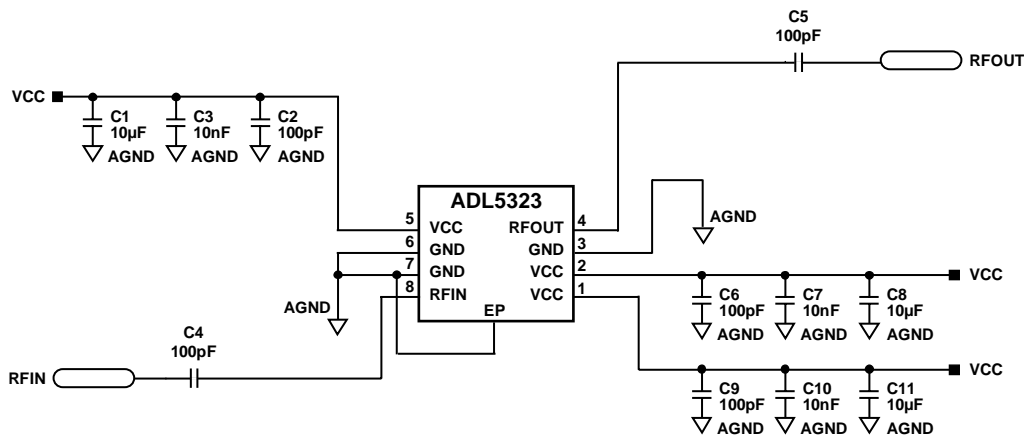 C5
100pF
RFOUT
VCC
C1
10µF
AGND
C3
10nF
AGND
C2
100pF
AGND
ADL5323
5
VCC
6
GND
7
GND
8
RFIN
RFOUT
4
GND
3
VCC
2
VCC
1
EP
AGND
AGND
C4
100pF
RFIN
VCC
C6
100pF
AGND
C7
10nF
AGND
C8
10µF
AGND
VCC
C9
100pF
AGND
C10
10nF
AGND
C11
10µF
AGND